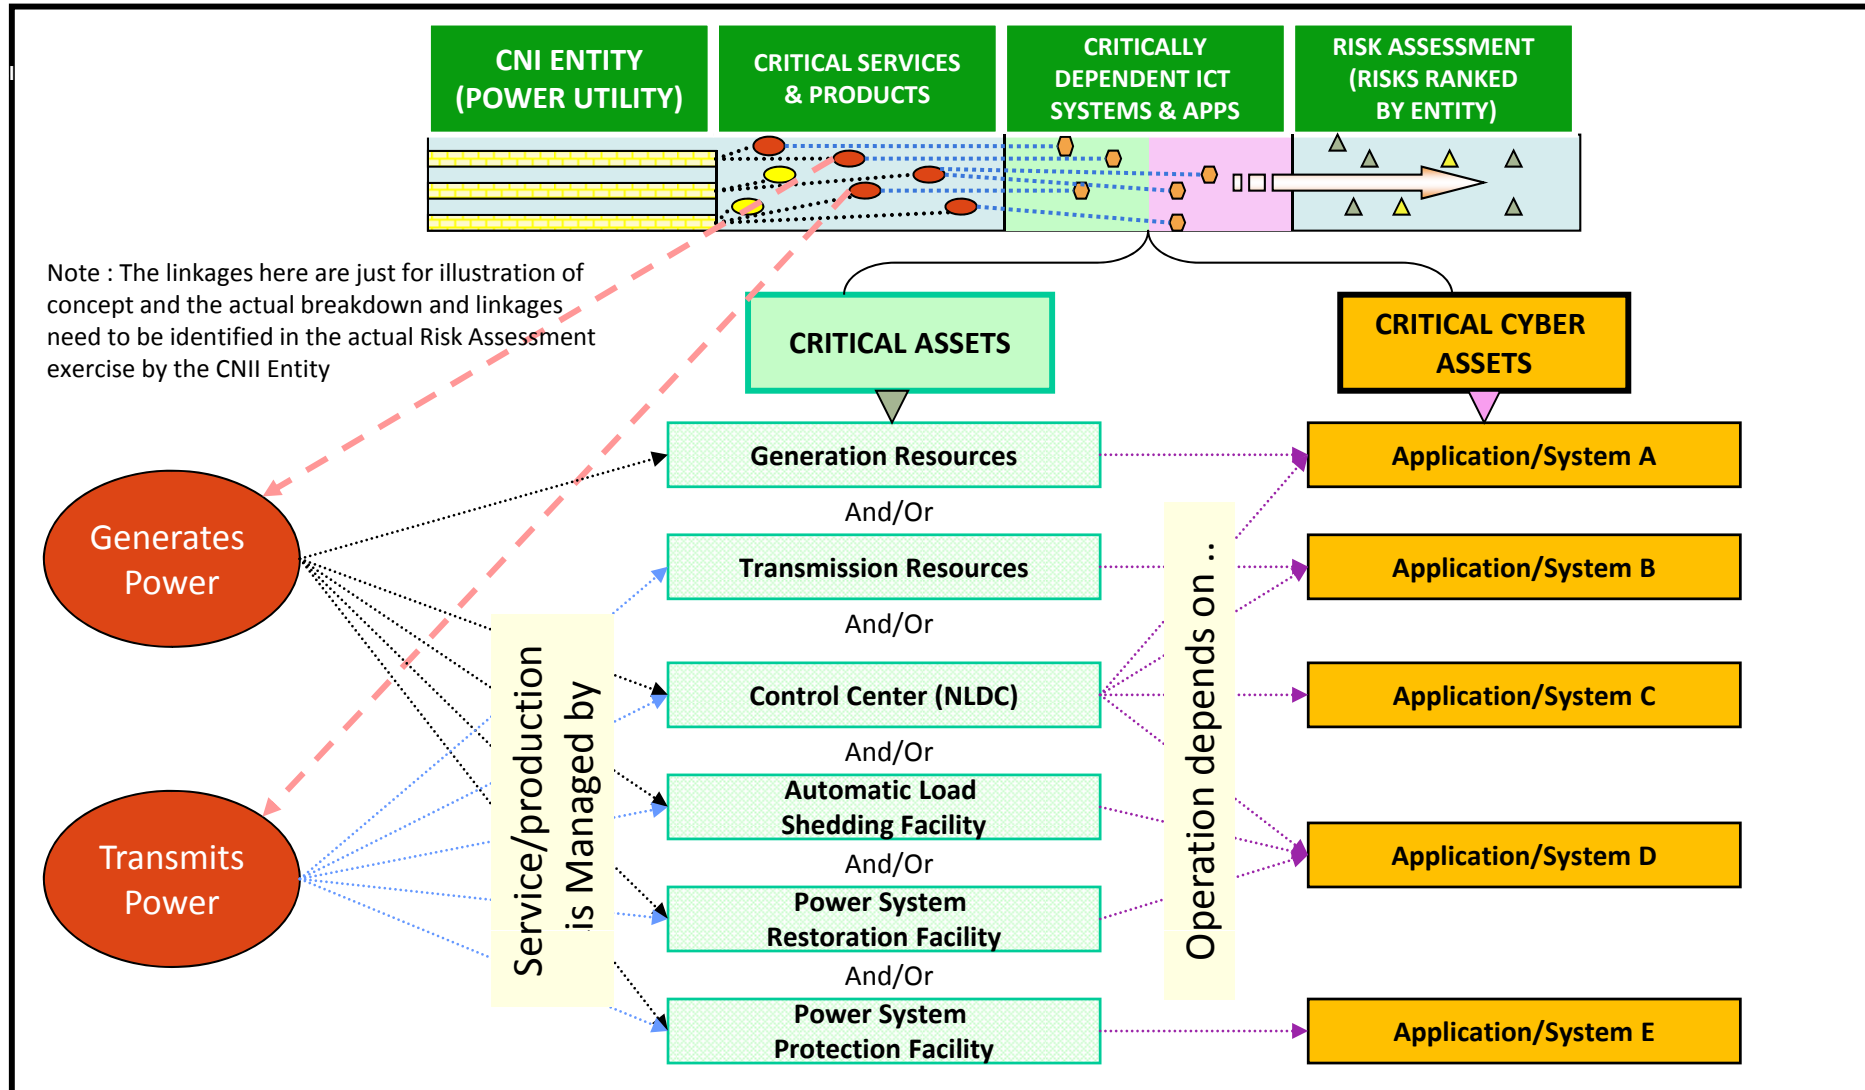 CNI ENTITY
(POWER UTILITY)
CRITICAL SERVICES
& PRODUCTS
CRITICALLY
DEPENDENT ICT
SYSTEMS & APPS
RISK ASSESSMENT
(RISKS RANKED
BY ENTITY)
Note : The linkages here are just for illustration of
concept and the actual breakdown and linkages
need to be identified in the actual Risk Assessment
exercise by the CNII Entity
CRITICAL ASSETS
CRITICAL CYBER
ASSETS
Generates
Power
Transmits
Power
Service/production
is Managed by
Generation Resources
And/Or
Transmission Resources
And/Or
Control Center (NLDC)
And/Or
Automatic Load
Shedding Facility
And/Or
Power System
Restoration Facility
And/Or
Power System
Protection Facility
Operation depends on ..
Application/System A
Application/System B
Application/System C
Application/System D
Application/System E